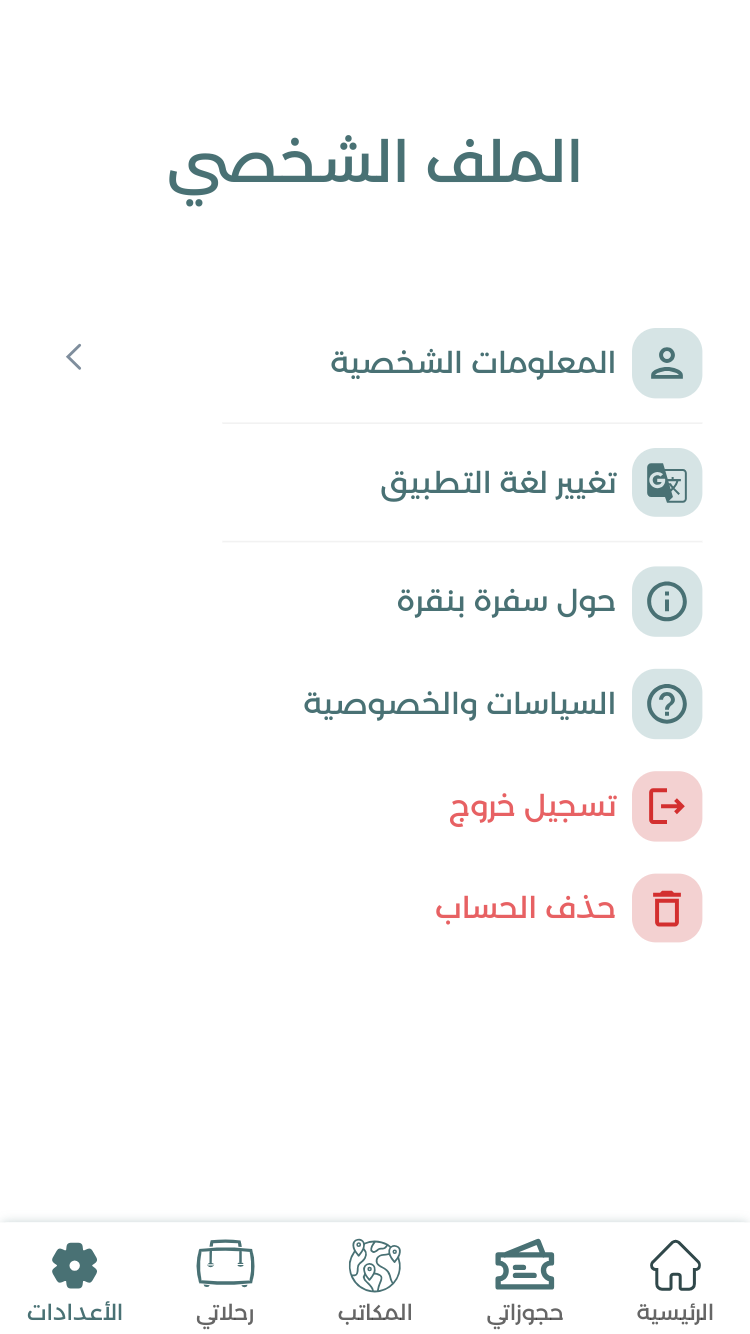 الملف الشخصي
المعلومات الشخصية
تغيير لغة التطبيق
حول سفرة بنقرة
السياسات والخصوصية
تسجيل خروج
حذف الحساب
الرئيسية
حجوزاتي
المكاتب
رحلاتي
الأعدادات